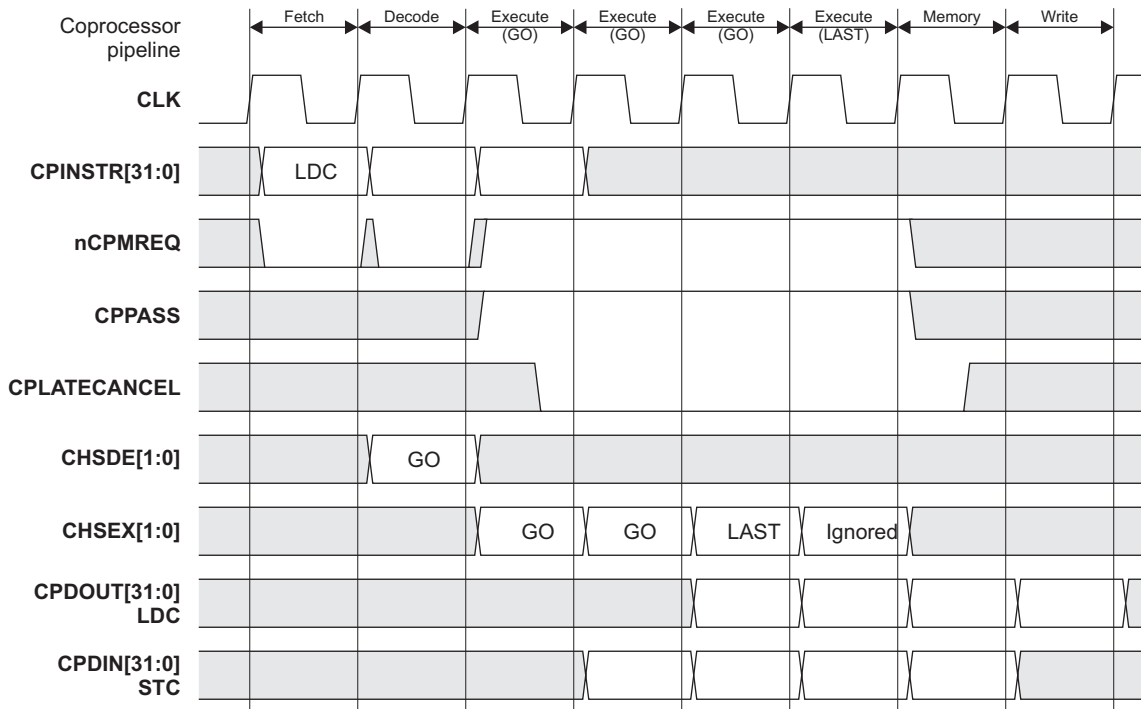 Coprocessor
pipeline
Fetch
Decode
Execute
(GO)
Execute
(GO)
Execute
(GO)
Execute
(LAST)
Memory
Write
CLK
CPINSTR[31:0]
LDC
nCPMREQ
CPPASS
CPLATECANCEL
CHSDE[1:0]
GO
CHSEX[1:0]
GO
GO
LAST
Ignored
CPDOUT[31:0]
LDC
CPDIN[31:0]
STC